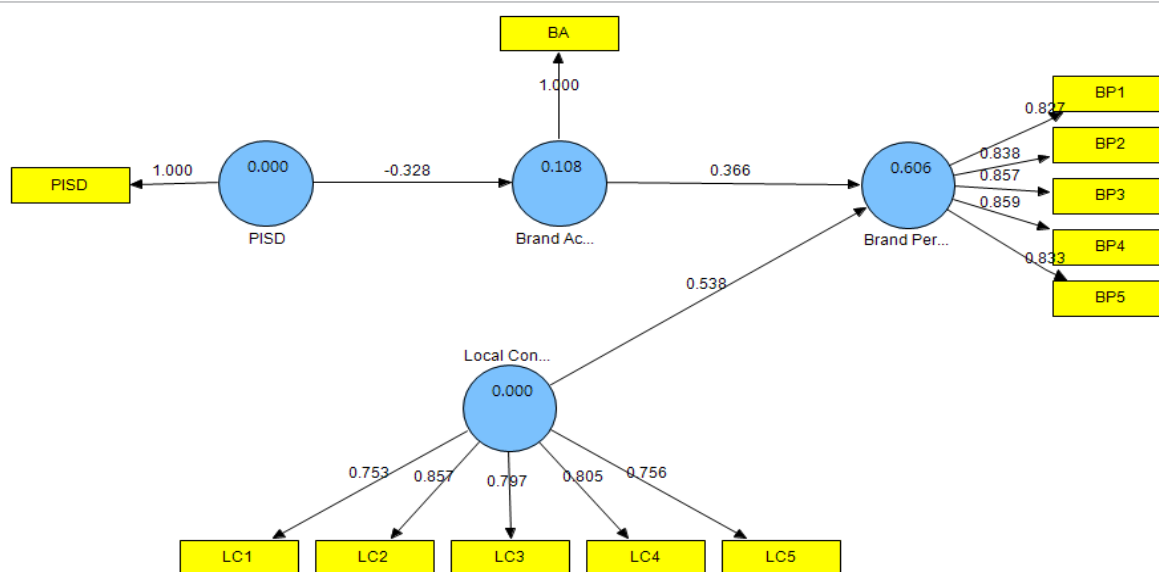 BA
1.000
BP1
0.827
BP2
0.838
0.857
BP3
0.859
BP4
0.833
BP5
PISD
1.000
0.000
PISD
-0.328
0.108
Brand Ac...
0.366
0.606
Brand Per...
0.538
Local Con...
0.000
0.753
0.857
0.797
0.805
0.756
LC1
LC2
LC3
LC4
LC5